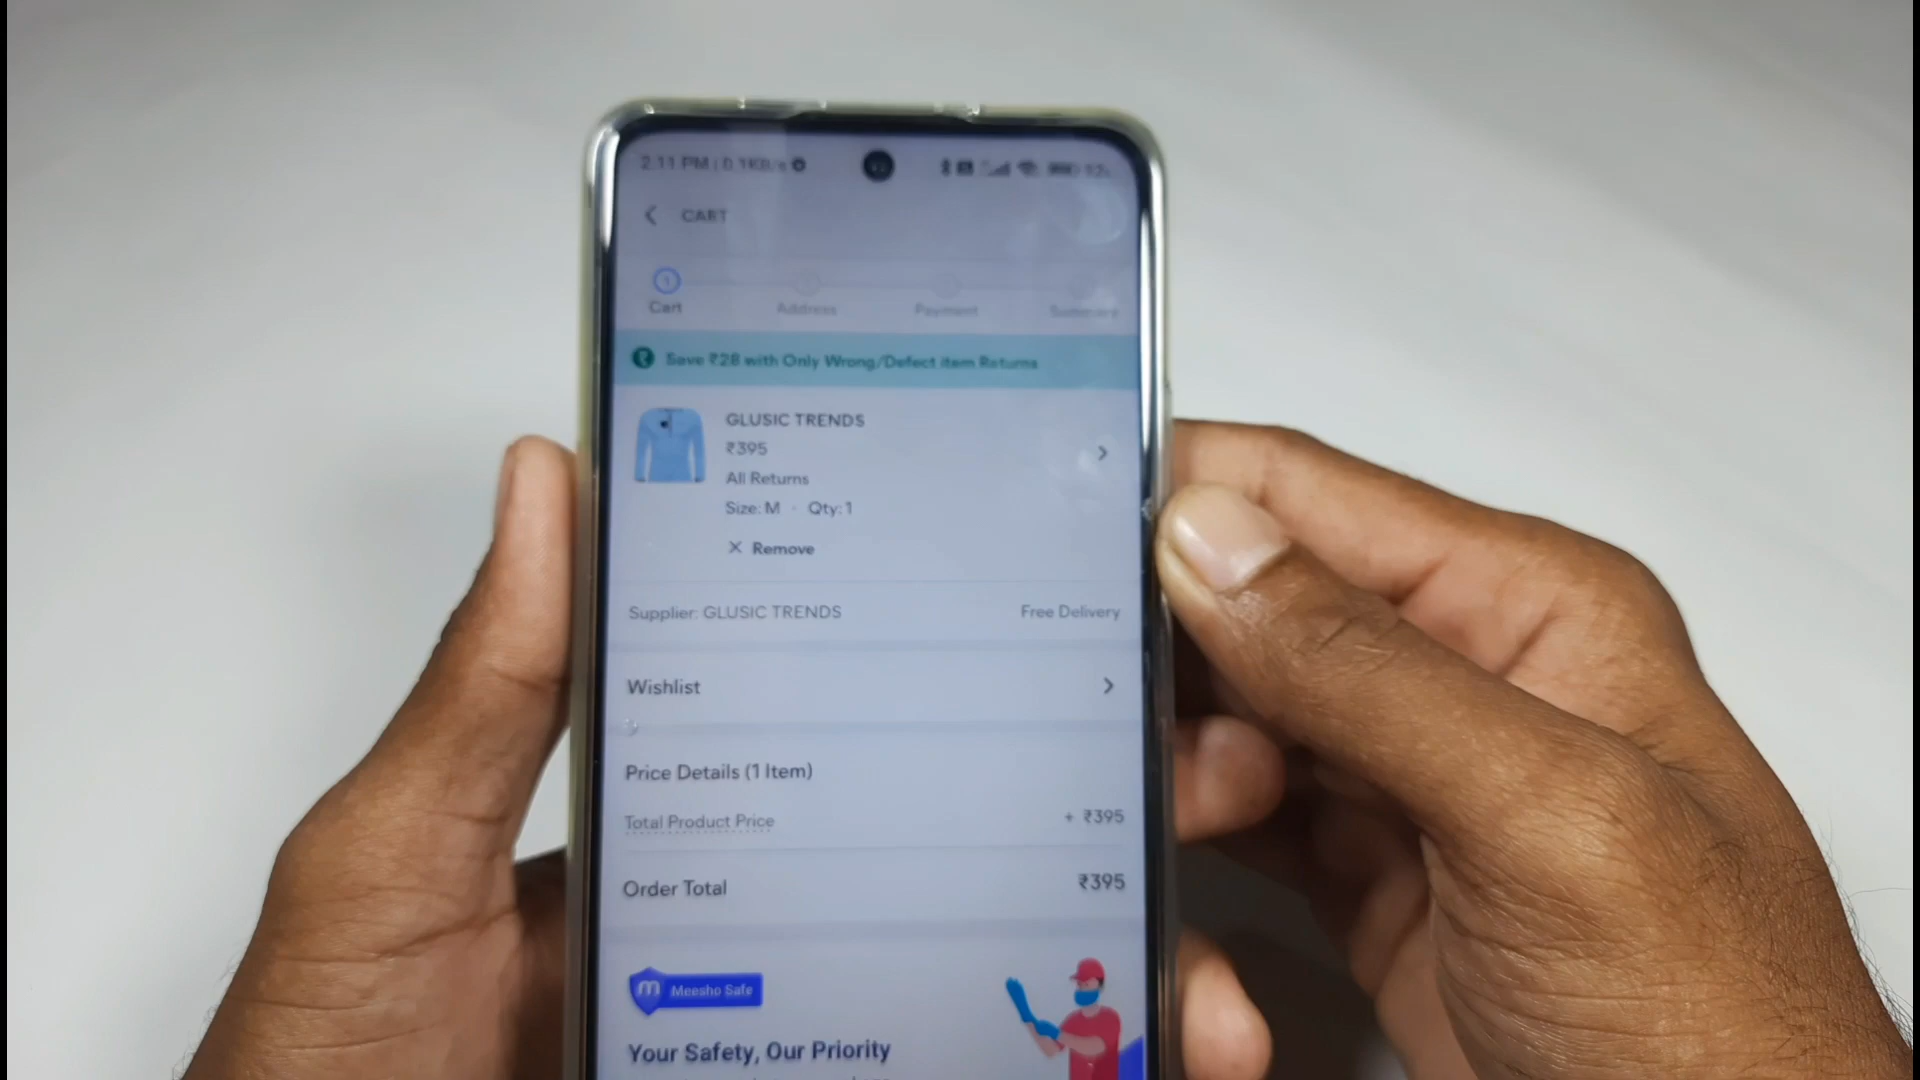 2:11 PM | 0.1KB/s
CART
1
Cart
Address
Payment
Summary
Save ₹28 with Only Wrong/Defect item Returns
GLUSIC TRENDS
₹395
All Returns
Size: M · Qty: 1
× Remove
Supplier: GLUSIC TRENDS Free Delivery
Wishlist
Price Details (1 Item)
Total Product Price + ₹395
Order Total ₹395
m Meesho Safe
Your Safety, Our Priority